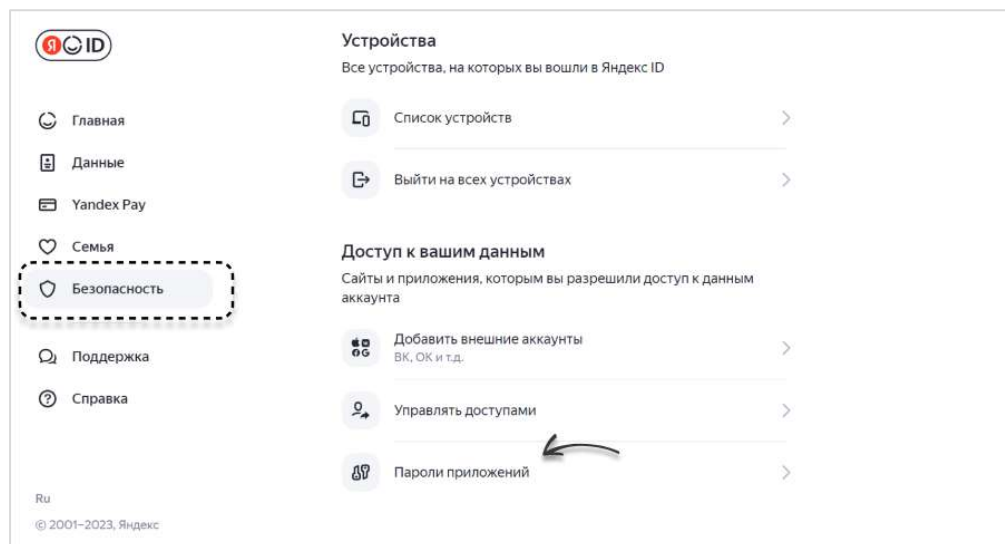 Я ID
Главная
Данные
Yandex Pay
Семья
Безопасность
Поддержка
Справка
Ru
© 2001–2023, Яндекс
Устройства
Все устройства, на которых вы вошли в Яндекс ID
Список устройств
Выйти на всех устройствах
Доступ к вашим данным
Сайты и приложения, которым вы разрешили доступ к данным
аккаунта
Добавить внешние аккаунты
ВК, ОК и т.д.
Управлять доступами
Пароли приложений